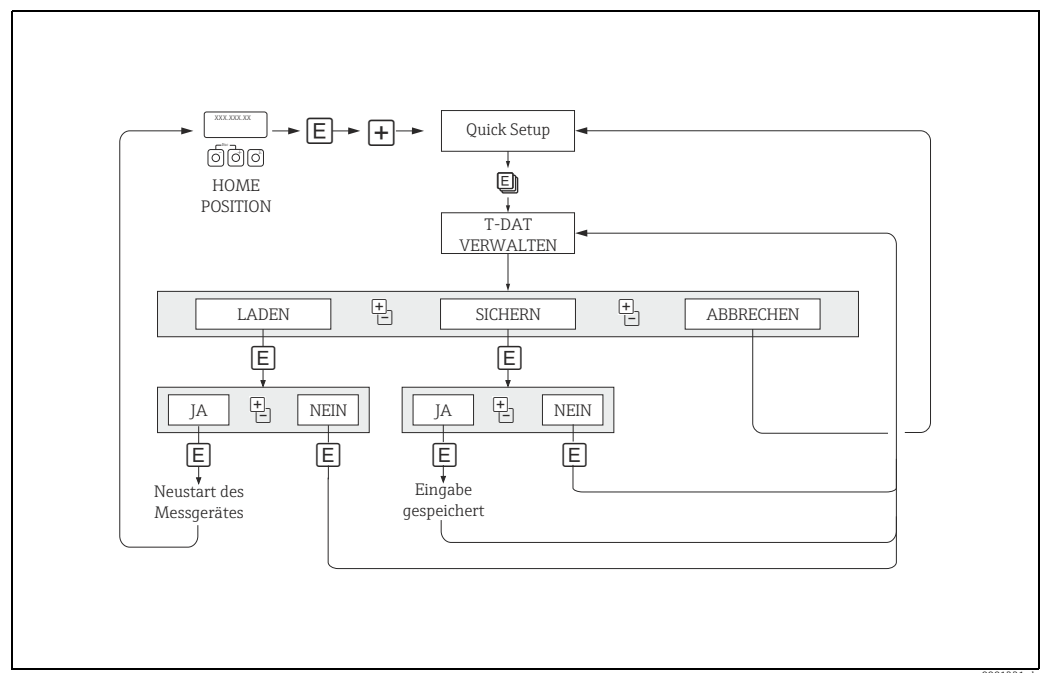 XXX.XXX.XX
E
+
Quick Setup
Esc
- + E
HOME
POSITION
E
T-DAT
VERWALTEN
LADEN
+
-
SICHERN
+
-
ABBRECHEN
E
E
JA
+
-
NEIN
JA
+
-
NEIN
E
E
E
E
Neustart des
Messgerätes
Eingabe
gespeichert